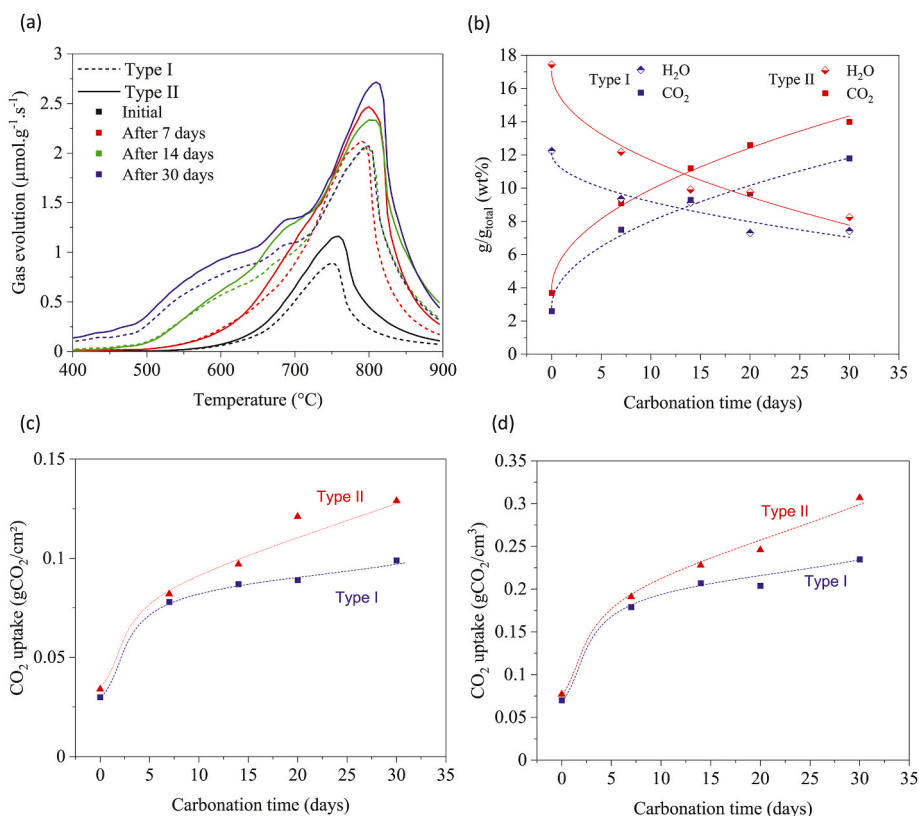 (a)
Gas evolution (µmol.g⁻¹.s⁻¹)
3
2.5
2
1.5
1
0.5
0
Type I
Type II
Initial
After 7 days
After 14 days
After 30 days
400
500
600
700
800
900
Temperature (°C)
(b)
g/g_total (wt%)
18
16
14
12
10
8
6
4
2
0
Type I
H₂O
CO₂
Type II
H₂O
CO₂
0
5
10
15
20
25
30
35
Carbonation time (days)
(c)
CO₂ uptake (gCO₂/cm²)
0.15
0.1
0.05
0
Type II
Type I
0
5
10
15
20
25
30
35
Carbonation time (days)
(d)
CO₂ uptake (gCO₂/cm³)
0.35
0.3
0.25
0.2
0.15
0.1
0.05
0
Type II
Type I
0
5
10
15
20
25
30
35
Carbonation time (days)